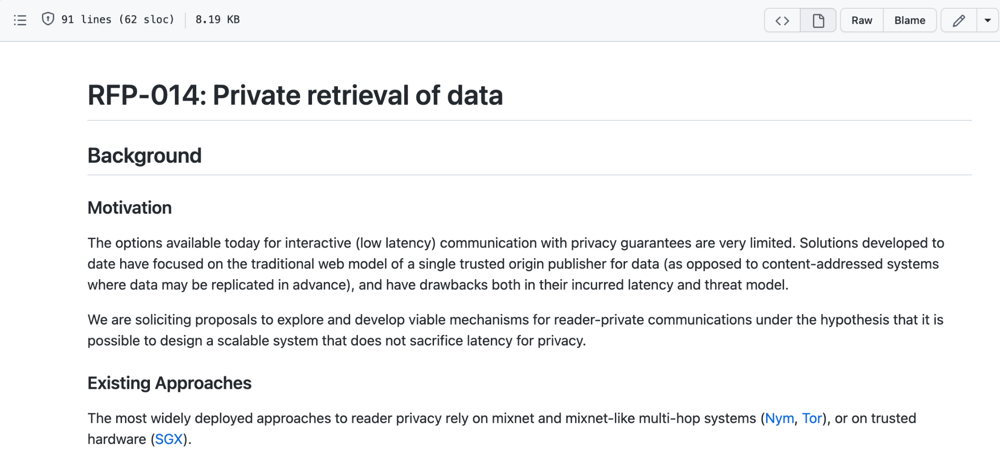 91 lines (62 sloc) 8.19 KB Raw Blame
RFP-014: Private retrieval of data
Background
Motivation
The options available today for interactive (low latency) communication with privacy guarantees are very limited. Solutions developed to
date have focused on the traditional web model of a single trusted origin publisher for data (as opposed to content-addressed systems
where data may be replicated in advance), and have drawbacks both in their incurred latency and threat model.
We are soliciting proposals to explore and develop viable mechanisms for reader-private communications under the hypothesis that it is
possible to design a scalable system that does not sacrifice latency for privacy.
Existing Approaches
The most widely deployed approaches to reader privacy rely on mixnet and mixnet-like multi-hop systems (Nym, Tor), or on trusted
hardware (SGX).